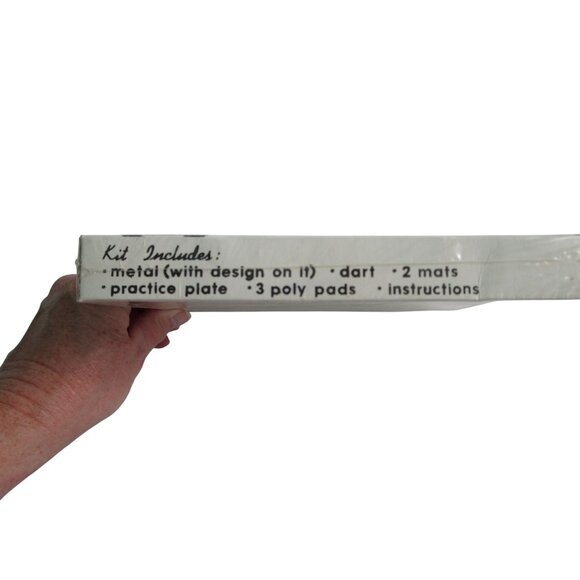 Kit Includes:
· metal (with design on it) · dart · 2 mats
· practice plate · 3 poly pads · instructions